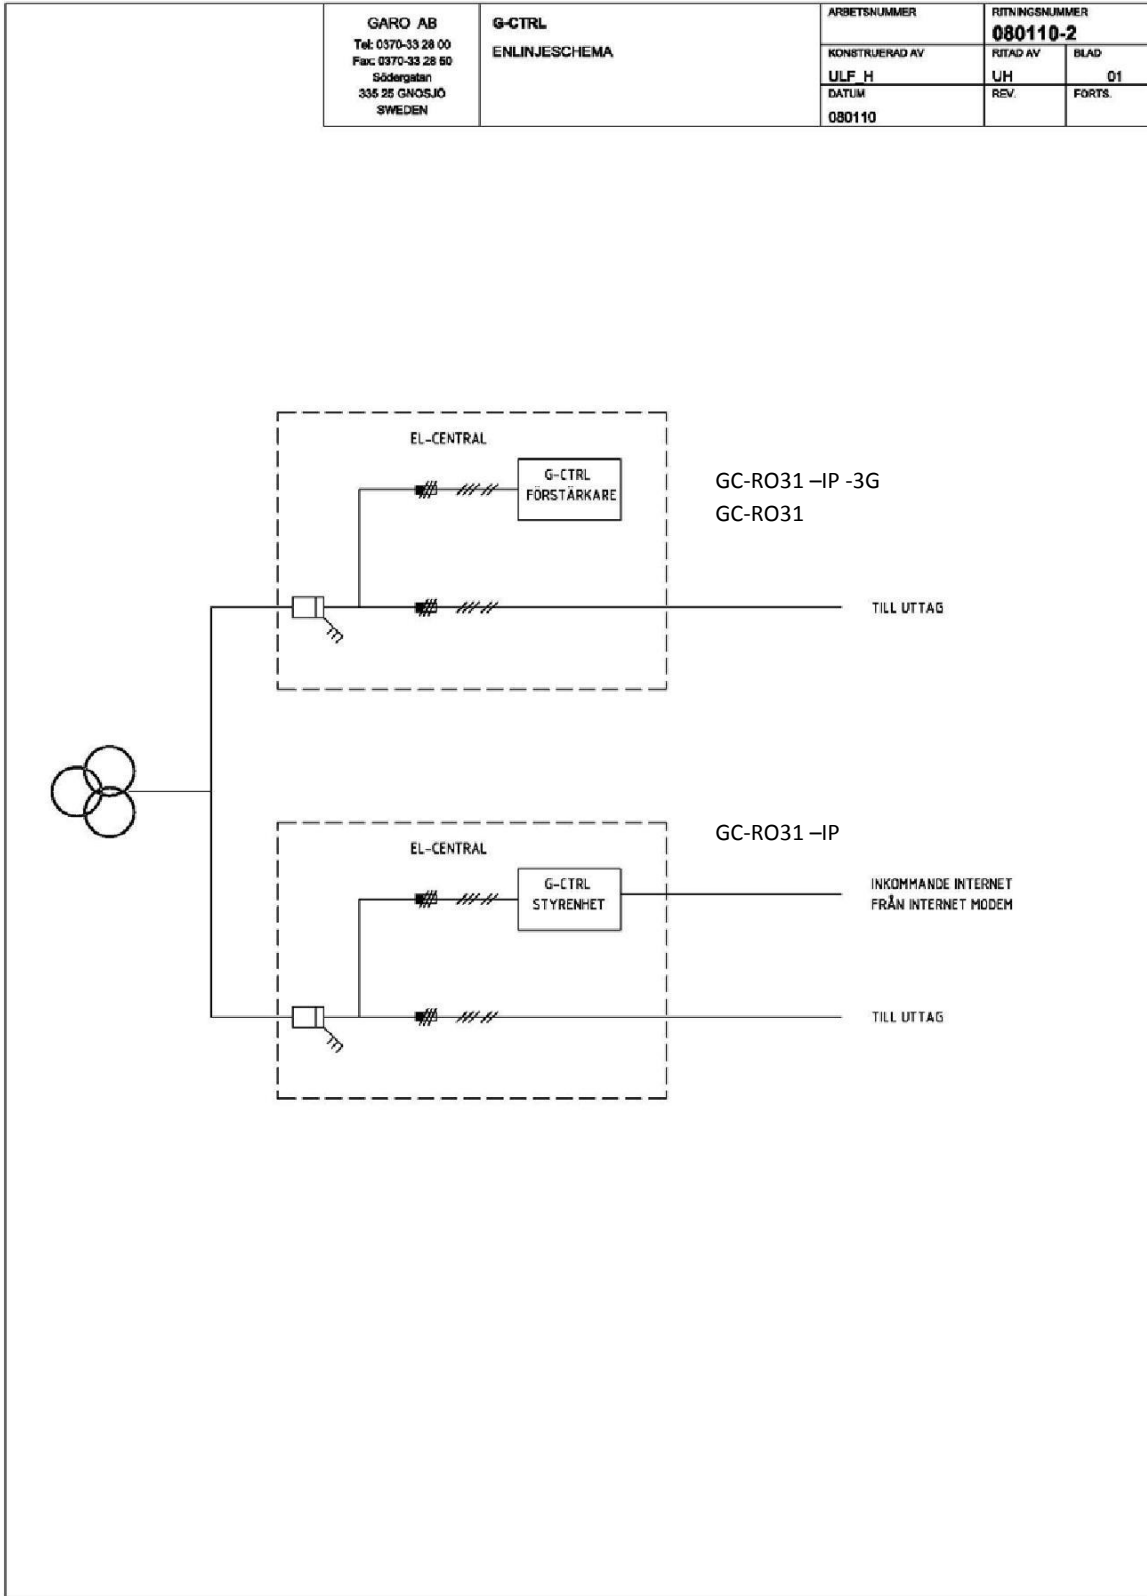 GARO AB
Tel: 0370-33 28 00
Fax: 0370-33 28 50
Södergatan
335 25 GNOSJÖ
SWEDEN
G-CTRL
ENLINJESCHEMA
ARBETSNUMMER
RITNINGSNUMMER
080110-2
KONSTRUERAD AV
RITAD AV
BLAD
ULF_H
UH
01
DATUM
REV.
FORTS.
080110
EL-CENTRAL
G-CTRL
FÖRSTÄRKARE
GC-RO31 –IP -3G
GC-RO31
TILL UTTAG
GC-RO31 –IP
EL-CENTRAL
G-CTRL
STYRENHET
INKOMMANDE INTERNET
FRÅN INTERNET MODEM
TILL UTTAG